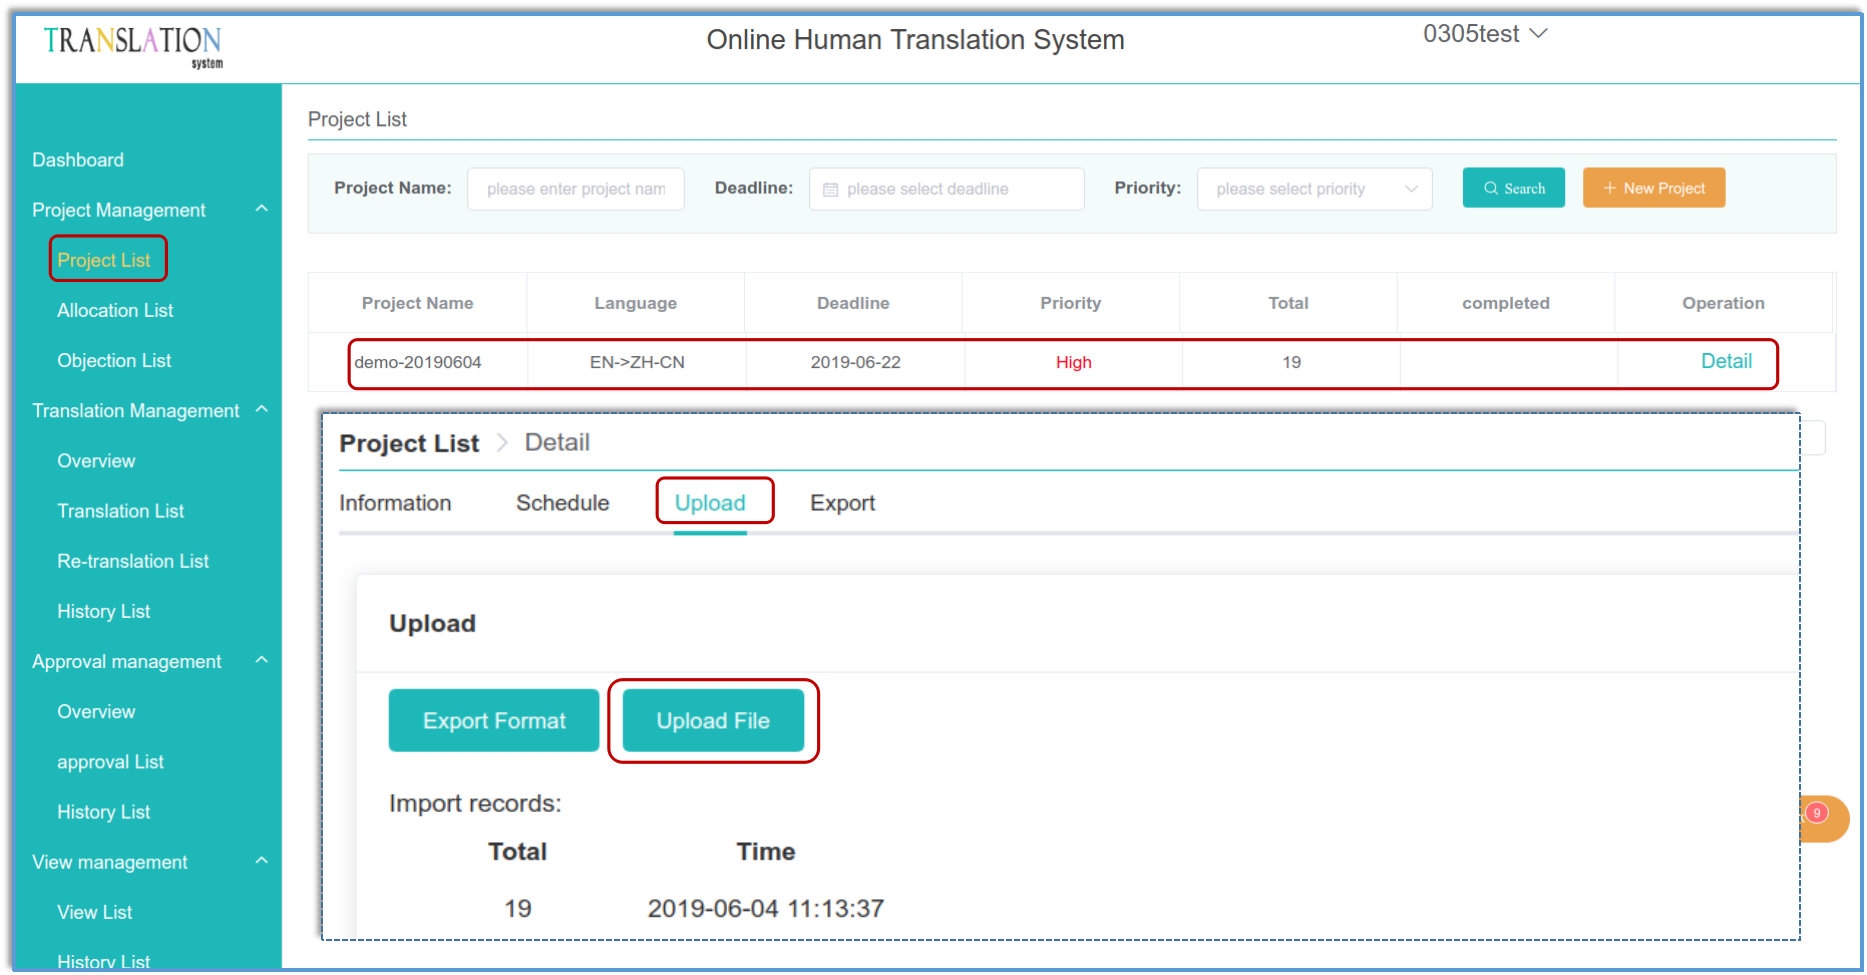 TRANSLATION
system
Online Human Translation System
0305test
Dashboard
Project Management
Project List
Allocation List
Objection List
Translation Management
Overview
Translation List
Re-translation List
History List
Approval management
Overview
approval List
History List
View management
View List
History List
Project List
Project Name: please enter project nam Deadline: please select deadline Priority: please select priority Search + New Project
Project Name Language Deadline Priority Total completed Operation
demo-20190604 EN->ZH-CN 2019-06-22 High 19 Detail
Project List > Detail
Information Schedule Upload Export
Upload
Export Format Upload File
Import records:
Total Time
19 2019-06-04 11:13:37
9